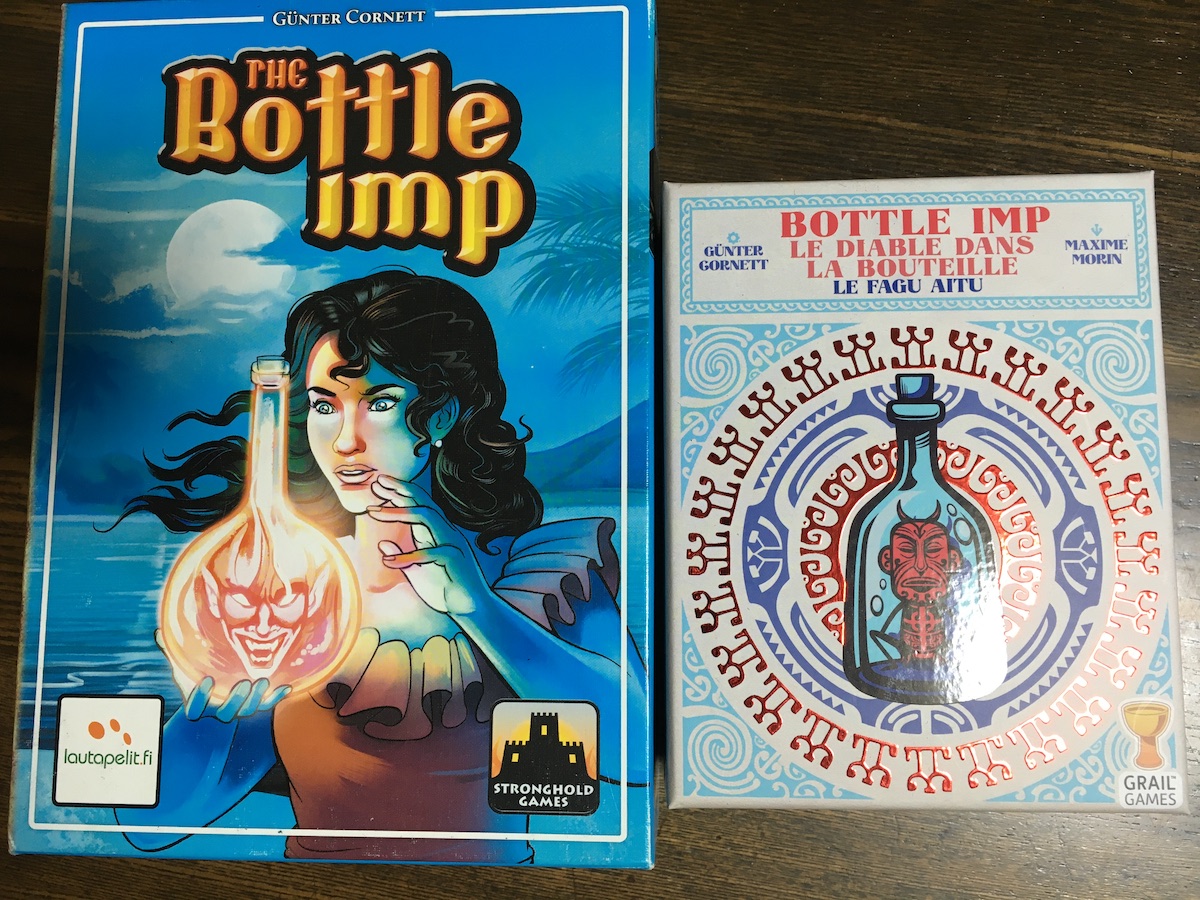 GÜNTER CORNETT
THE
BOTTLE
IMP
lautapelit.fi
STRONGHOLD
GAMES
BOTTLE IMP
LE DIABLE DANS
LA BOUTEILLE
LE FAGU AITU
GÜNTER
GORNETT
MAXIME
MORIN
GRAIL™
GAMES